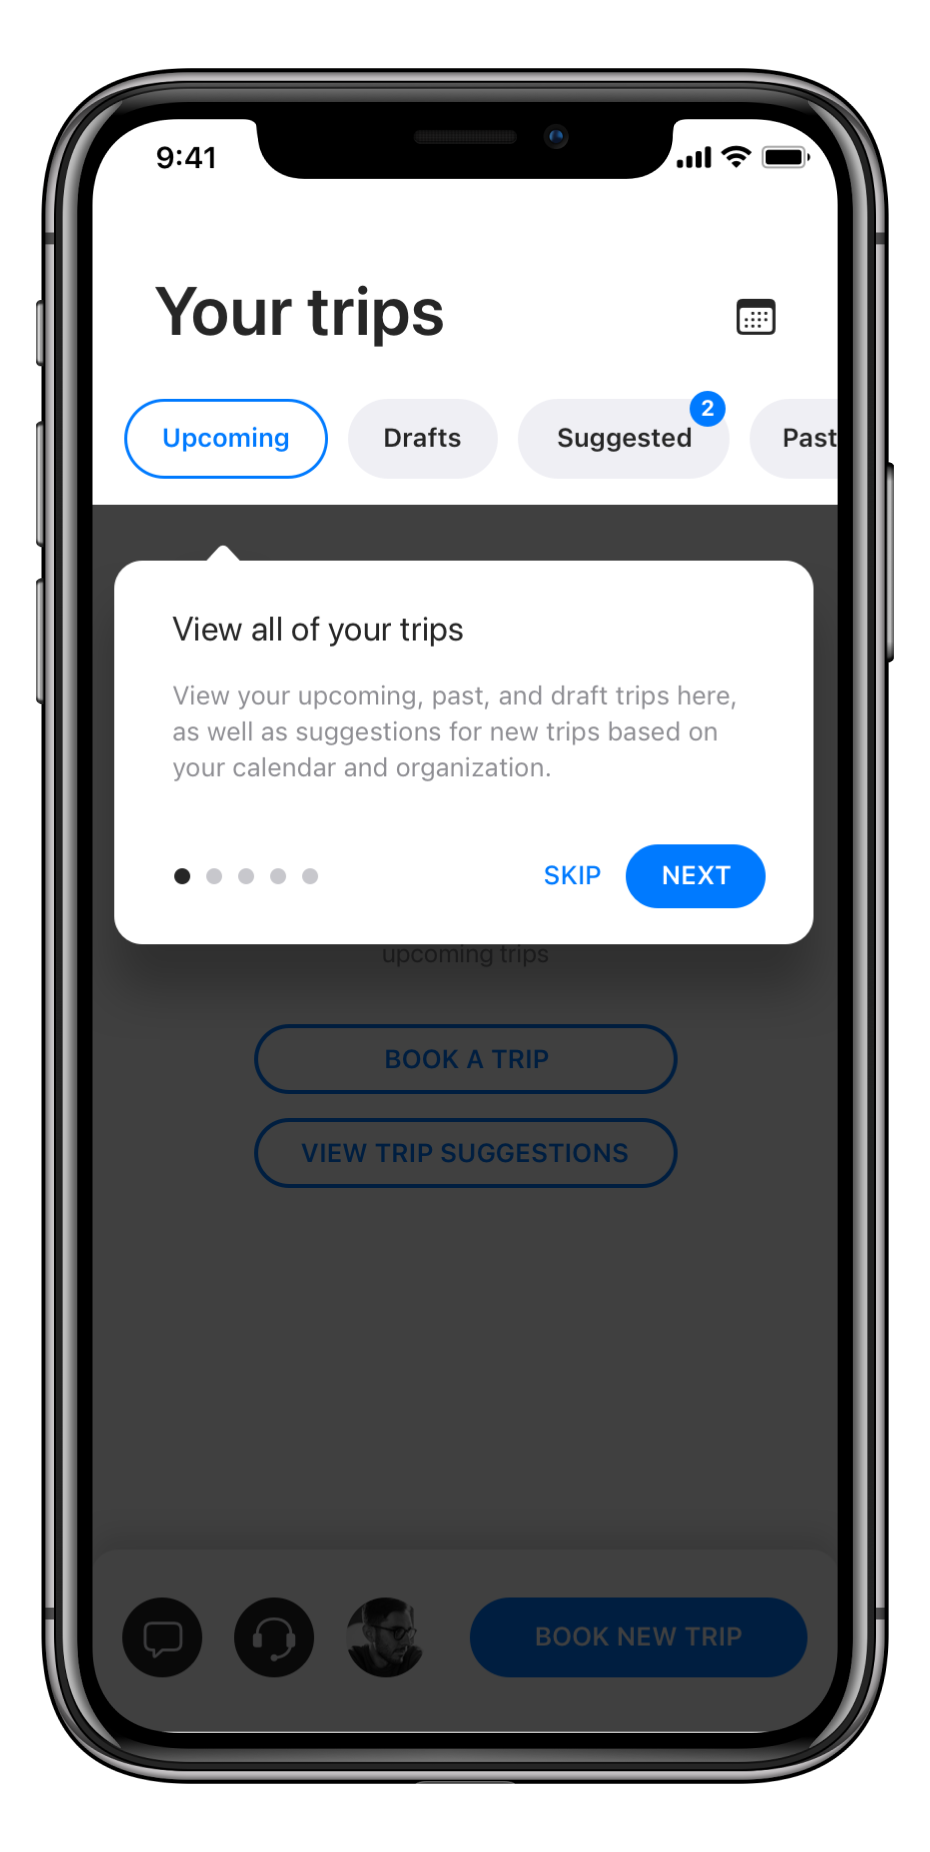 9:41
Your trips
Upcoming Drafts Suggested 2 Past
View all of your trips
View your upcoming, past, and draft trips here,
as well as suggestions for new trips based on
your calendar and organization.
SKIP NEXT
upcoming trips
BOOK A TRIP
VIEW TRIP SUGGESTIONS
BOOK NEW TRIP